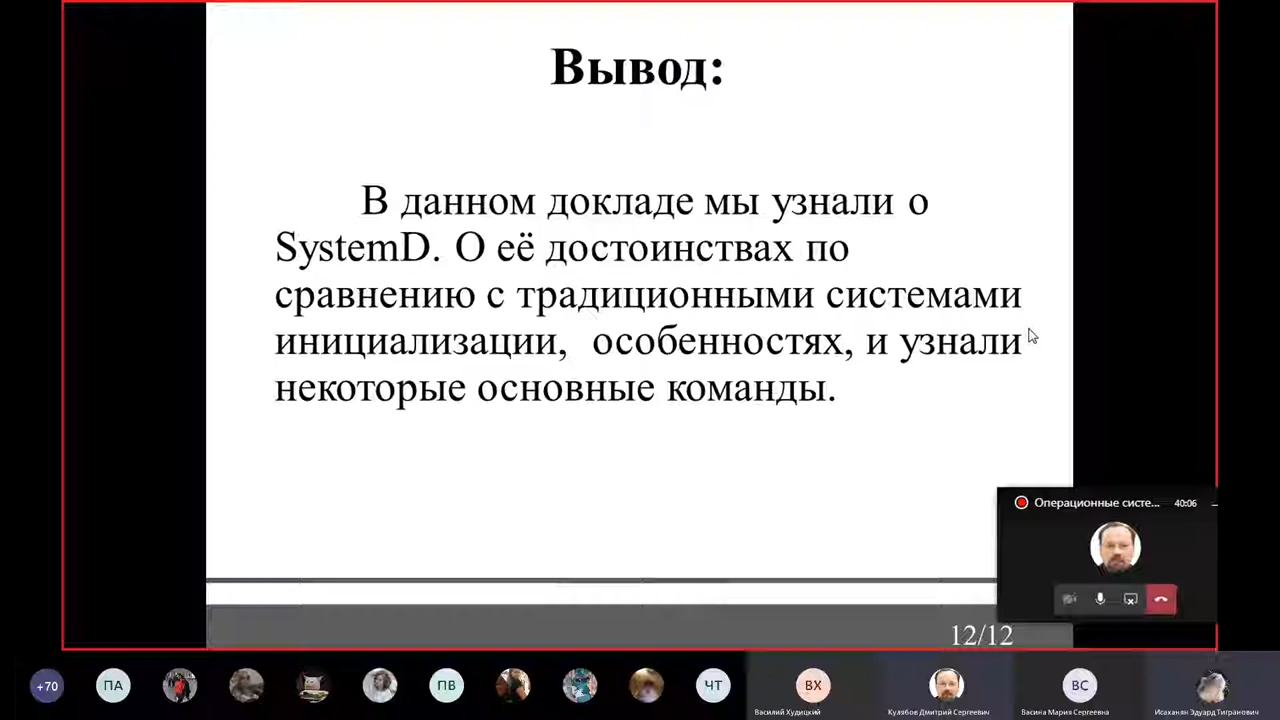 Вывод:
В данном докладе мы узнали о
SystemD. О её достоинствах по
сравнению с традиционными системами
инициализации, особенностях, и узнали
некоторые основные команды.
Операционные систе... 40:06
12/12
+70 ПА ПВ ЧТ ВХ ВС
Василий Худицкий Кулябов Дмитрий Сергеевич Васина Мария Сергеевна Исаханян Эдуард Тигранович